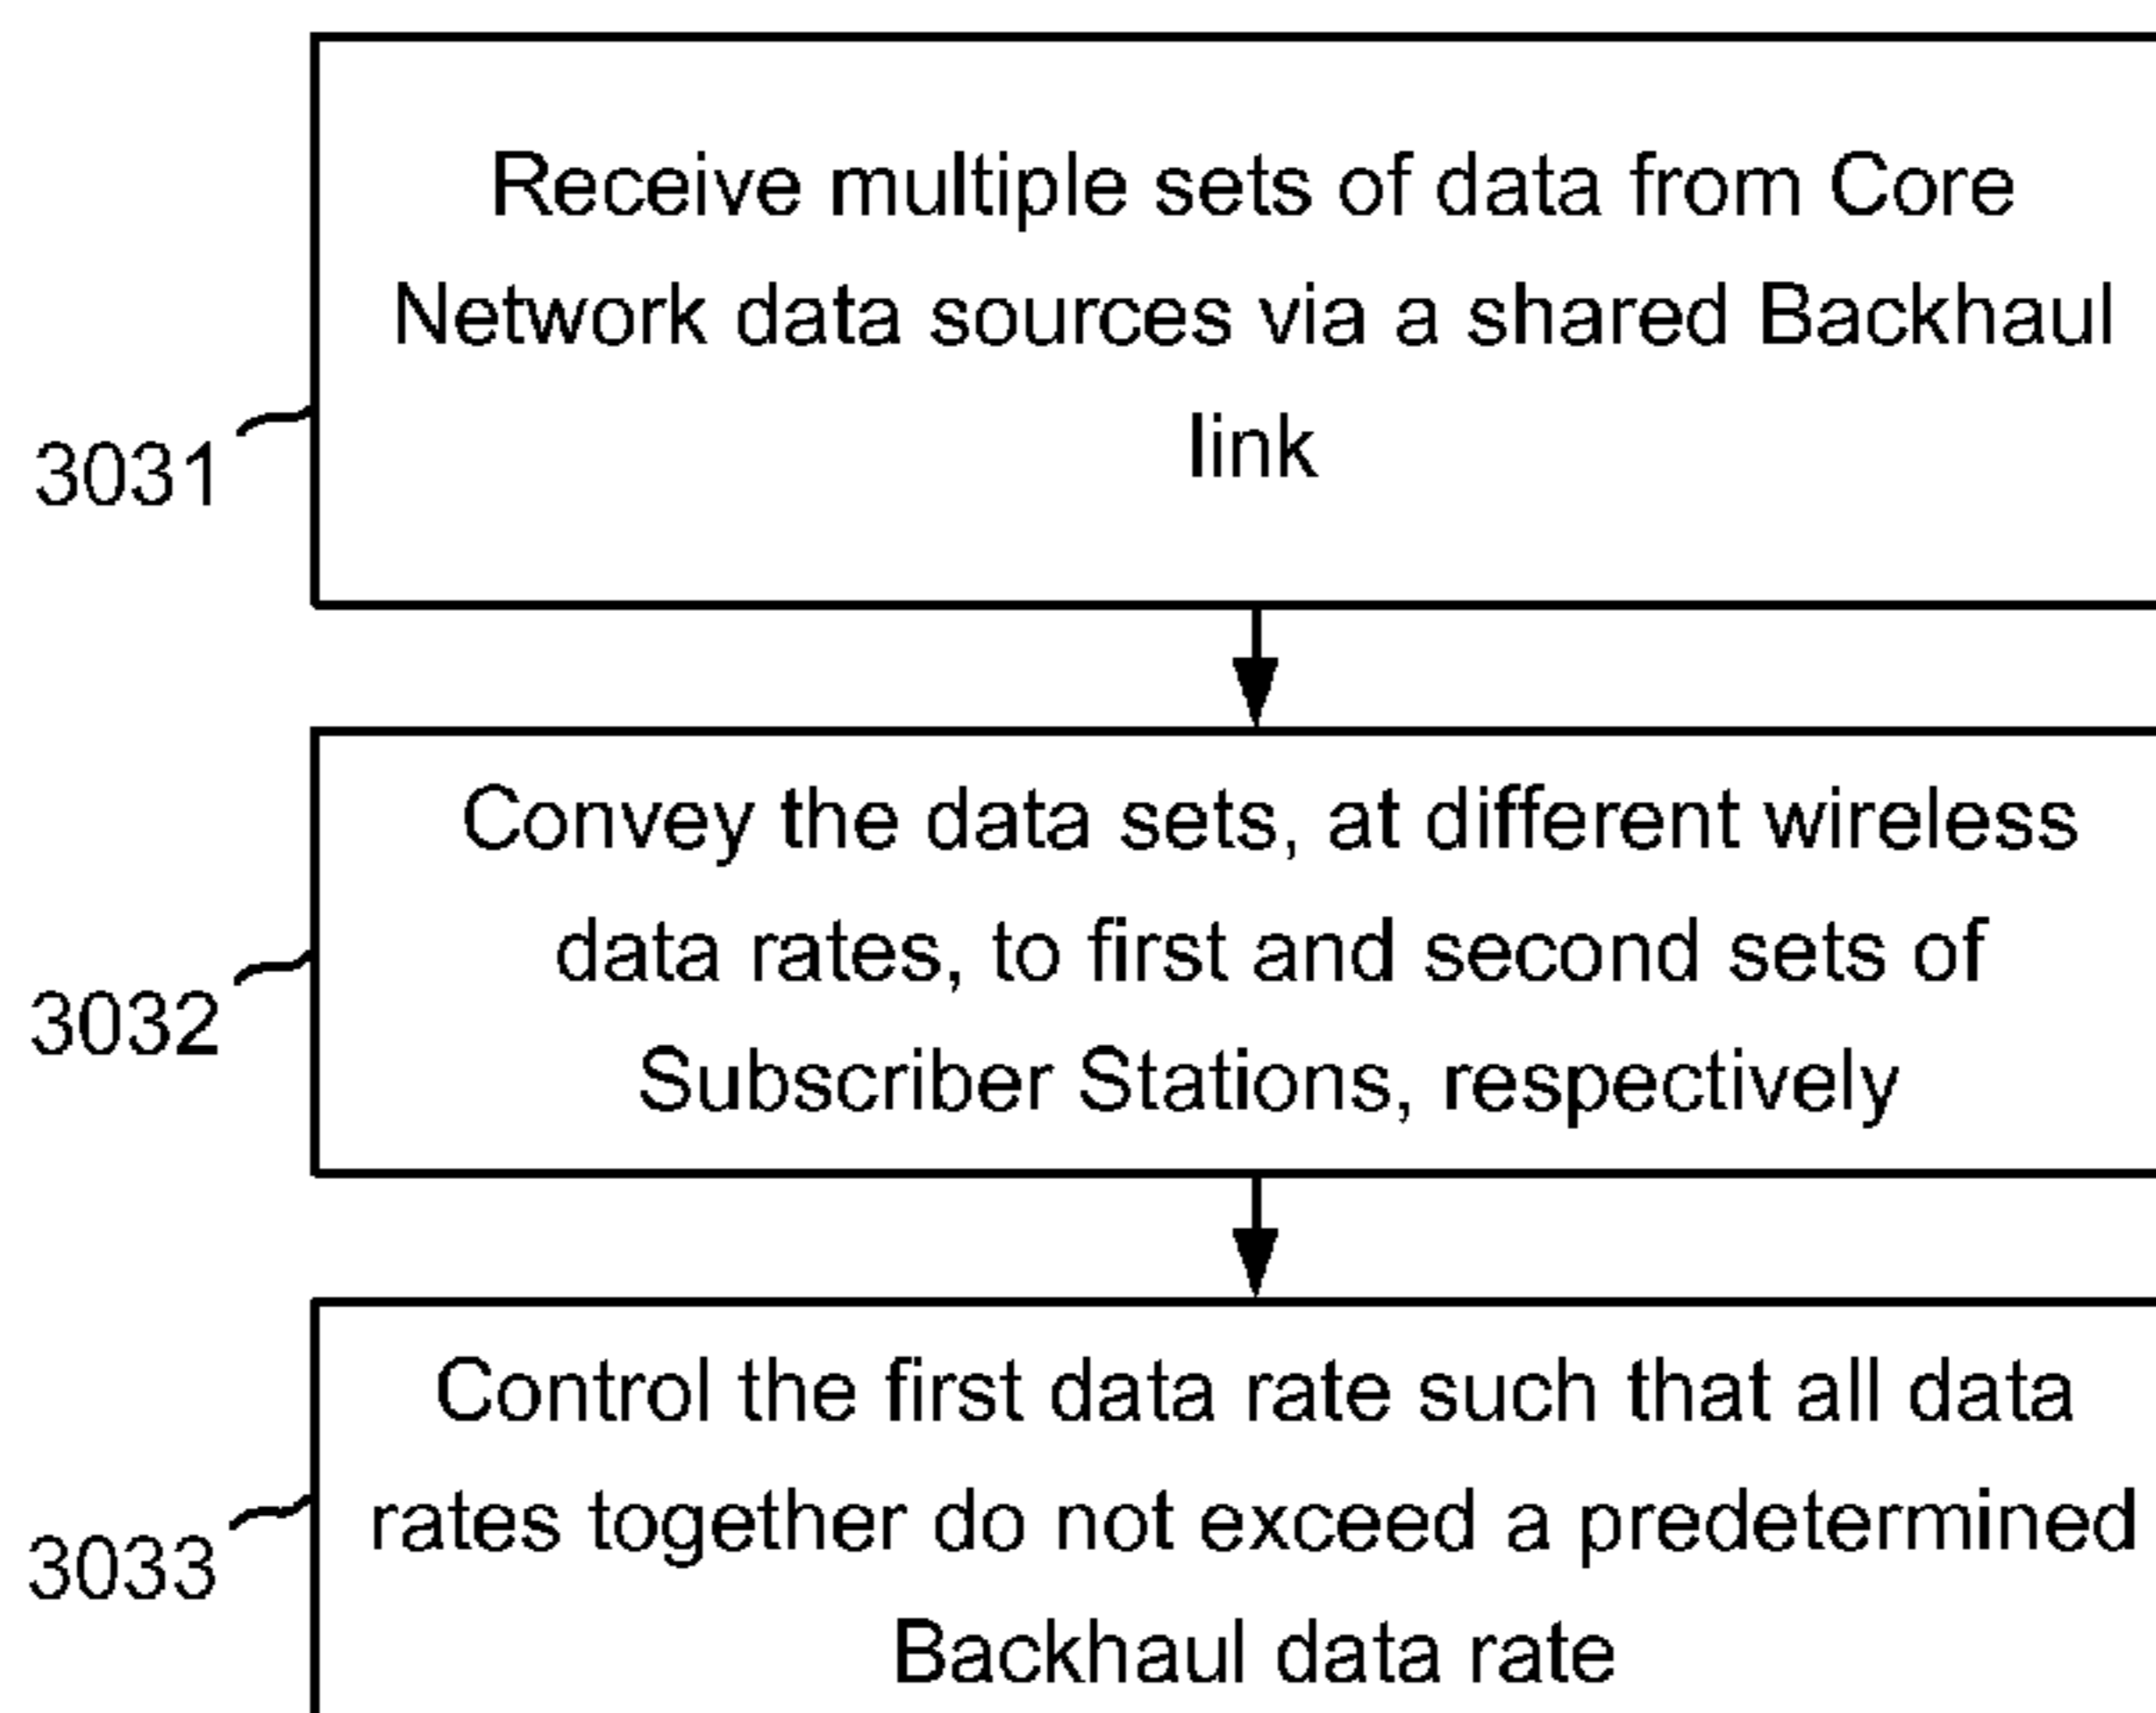 Receive multiple sets of data from Core
Network data sources via a shared Backhaul
link
3031
Convey the data sets, at different wireless
data rates, to first and second sets of
Subscriber Stations, respectively
3032
Control the first data rate such that all data
rates together do not exceed a predetermined
Backhaul data rate
3033